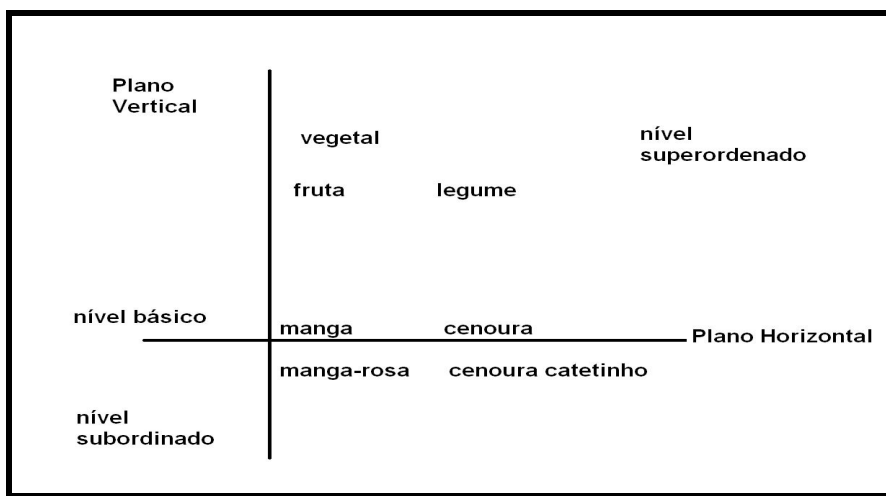 Plano
Vertical
vegetal
nível
superordenado
fruta legume
nível básico
manga cenoura
Plano Horizontal
manga-rosa cenoura catetinho
nível
subordinado